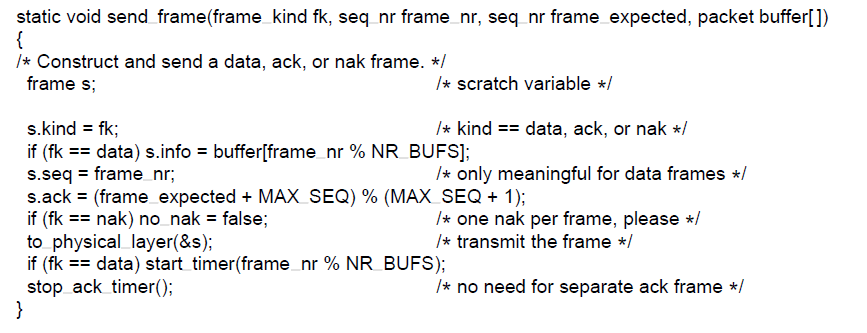 static void send_frame(frame_kind fk, seq_nr frame_nr, seq_nr frame_expected, packet buffer[ ])
{
/* Construct and send a data, ack, or nak frame. */
frame s; /* scratch variable */
s.kind = fk; /* kind == data, ack, or nak */
if (fk == data) s.info = buffer[frame_nr % NR_BUFS];
s.seq = frame_nr; /* only meaningful for data frames */
s.ack = (frame_expected + MAX_SEQ) % (MAX_SEQ + 1);
if (fk == nak) no_nak = false; /* one nak per frame, please */
to_physical_layer(&s); /* transmit the frame */
if (fk == data) start_timer(frame_nr % NR_BUFS);
stop_ack_timer(); /* no need for separate ack frame */
}